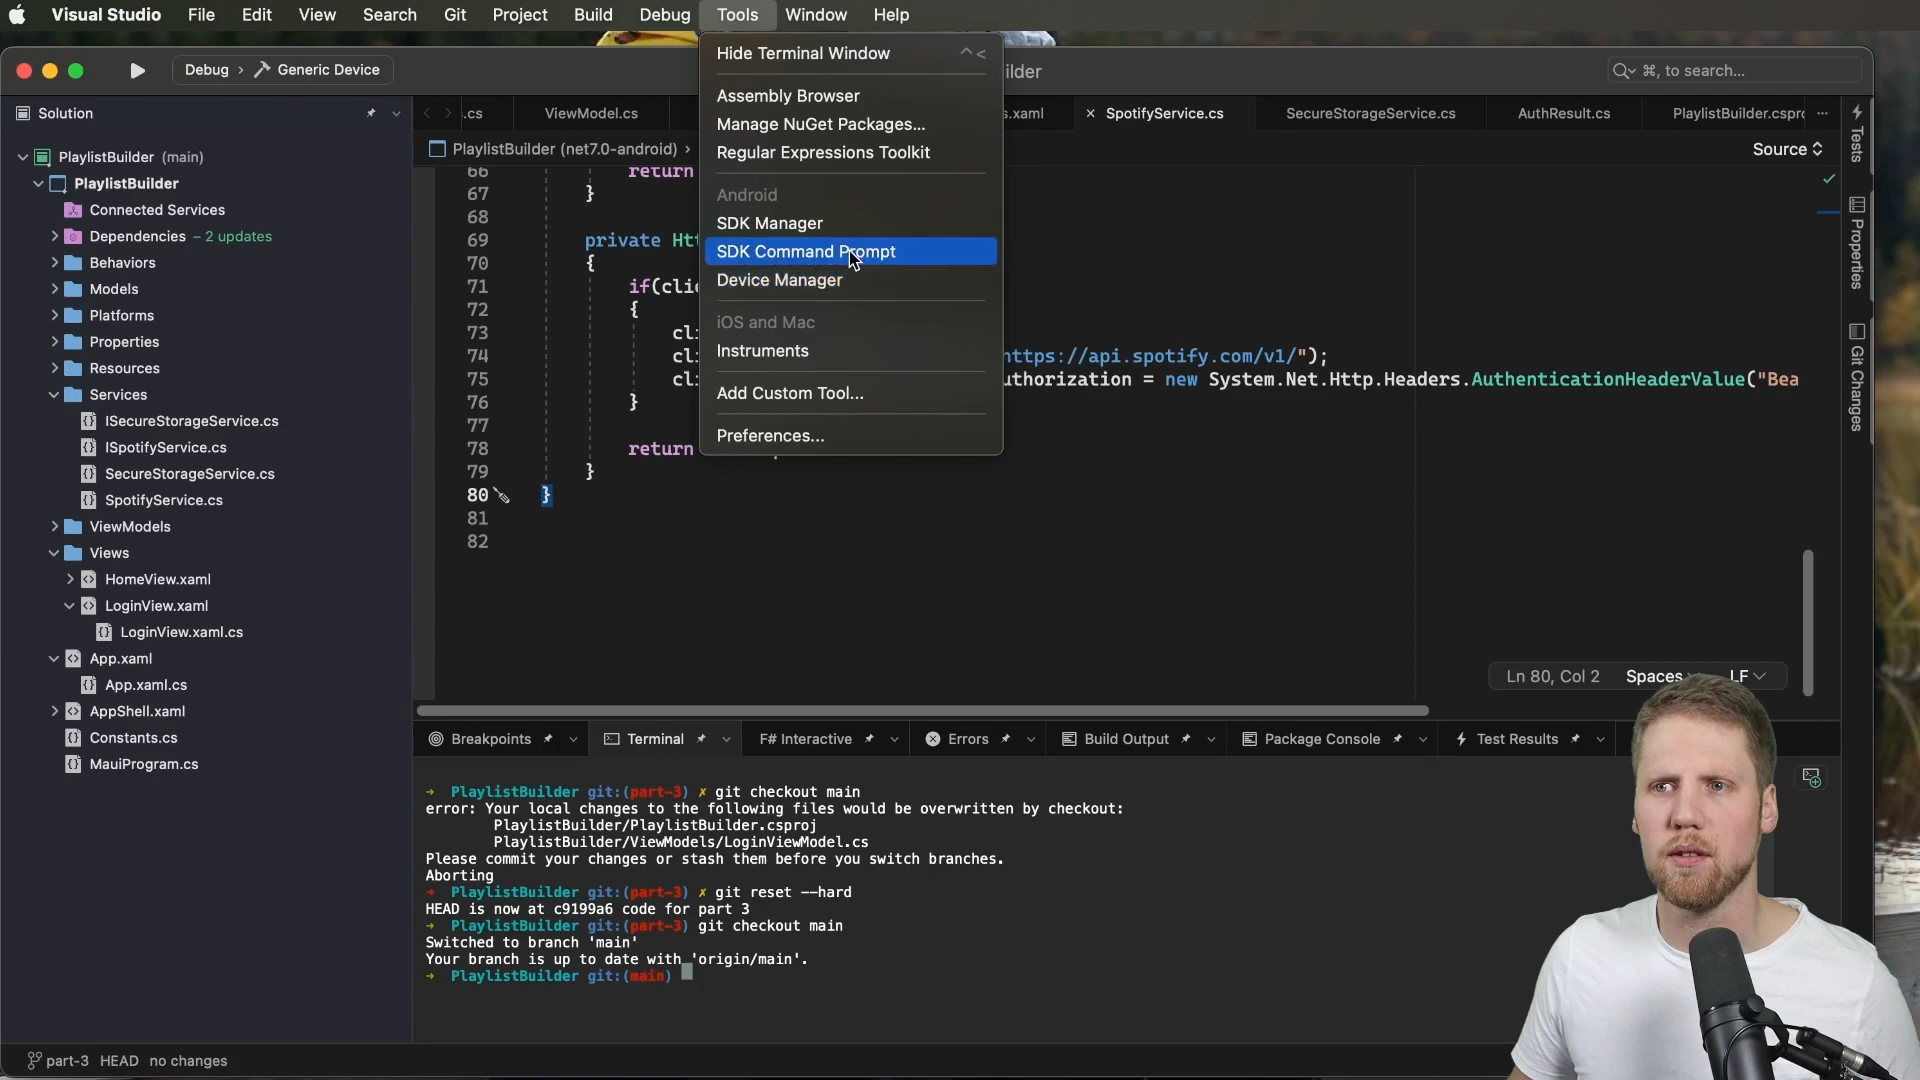 Visual Studio File Edit View Search Git Project Build Debug Tools Window Help
Debug › Generic Device
ilder
⌘, to search...
Solution
PlaylistBuilder (main)
PlaylistBuilder
Connected Services
Dependencies – 2 updates
Behaviors
Models
Platforms
Properties
Resources
Services
ISecureStorageService.cs
ISpotifyService.cs
SecureStorageService.cs
SpotifyService.cs
ViewModels
Views
HomeView.xaml
LoginView.xaml
LoginView.xaml.cs
App.xaml
App.xaml.cs
AppShell.xaml
Constants.cs
MauiProgram.cs
.cs ViewModel.cs s.xaml × SpotifyService.cs SecureStorageService.cs AuthResult.cs PlaylistBuilder.cspr ...
PlaylistBuilder (net7.0-android) ›
Source
Hide Terminal Window ^ <
Assembly Browser
Manage NuGet Packages...
Regular Expressions Toolkit
Android
SDK Manager
SDK Command Prompt
Device Manager
iOS and Mac
Instruments
Add Custom Tool...
Preferences...
66 return
67 }
68
69 private Htt
70 {
71 if(clie
72 {
73 cli
74 cli https://api.spotify.com/v1/");
75 cli uthorization = new System.Net.Http.Headers.AuthenticationHeaderValue("Bea
76 }
77
78 return
79 }
80 }
81
82
Ln 80, Col 2 Spaces LF
Tests
Properties
Git Changes
Breakpoints Terminal F# Interactive Errors Build Output Package Console Test Results
→ PlaylistBuilder git:(part-3) ✗ git checkout main
error: Your local changes to the following files would be overwritten by checkout:
PlaylistBuilder/PlaylistBuilder.csproj
PlaylistBuilder/ViewModels/LoginViewModel.cs
Please commit your changes or stash them before you switch branches.
Aborting
→ PlaylistBuilder git:(part-3) ✗ git reset --hard
HEAD is now at c9199a6 code for part 3
→ PlaylistBuilder git:(part-3) git checkout main
Switched to branch 'main'
Your branch is up to date with 'origin/main'.
→ PlaylistBuilder git:(main)
part-3 HEAD no changes